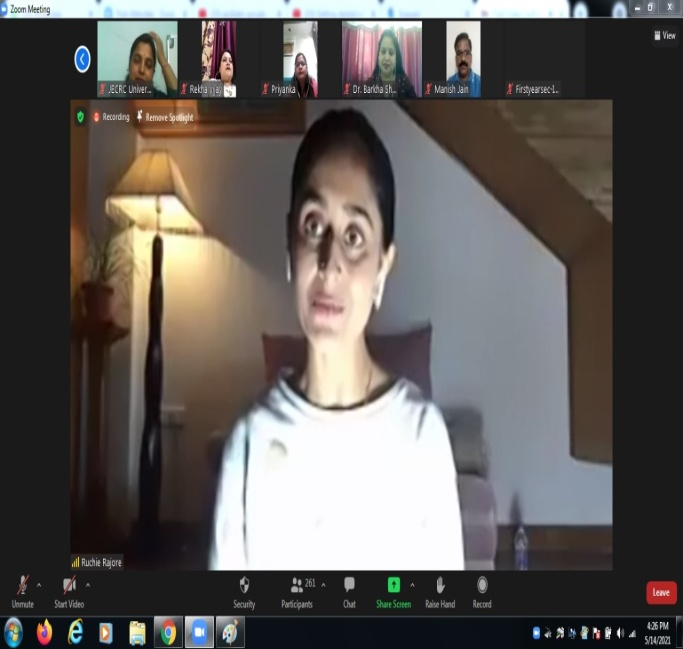 Zoom Meeting
View
JECRC Univer...
Rekha vijay
Priyanka
Dr. Barkha Sh...
Manish Jain
Firstyearsec-1...
Recording
Remove Spotlight
Ruchie Rajore
Unmute
Start Video
Security
261
Participants
Chat
Share Screen
Raise Hand
Record
Leave
4:26 PM
5/14/2021